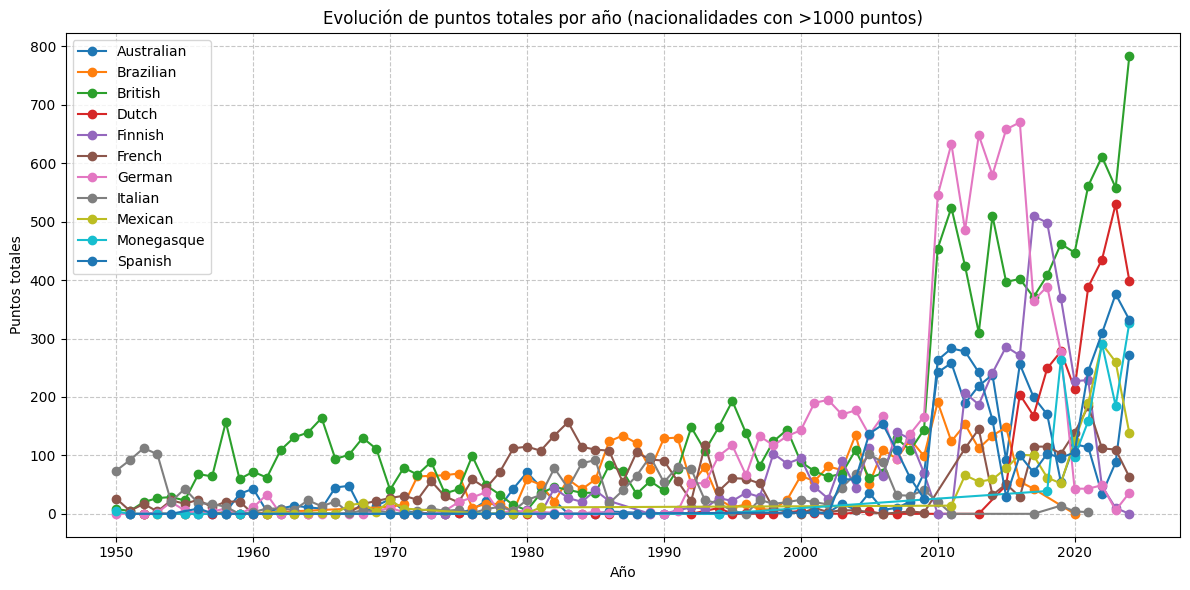 Evolución de puntos totales por año (nacionalidades con >1000 puntos)
Puntos totales
800
700
600
500
400
300
200
100
0
Australian
Brazilian
British
Dutch
Finnish
French
German
Italian
Mexican
Monegasque
Spanish
1950
1960
1970
1980
1990
2000
2010
2020
Año